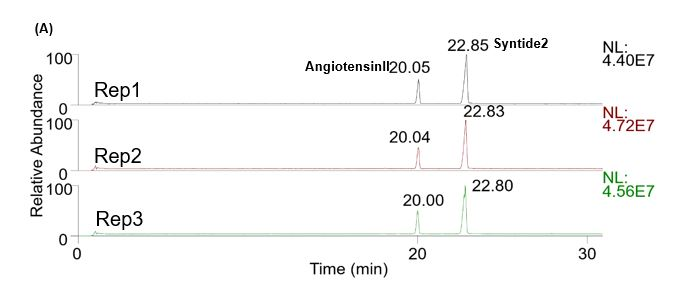 (A)
22.85 Syntide2
AngiotensinII 20.05
NL:
4.40E7
100
Rep1
0
22.83
NL:
4.72E7
100
20.04
Rep2
0
22.80
NL:
4.56E7
100
20.00
Rep3
0
Relative Abundance
0 20 30
Time (min)